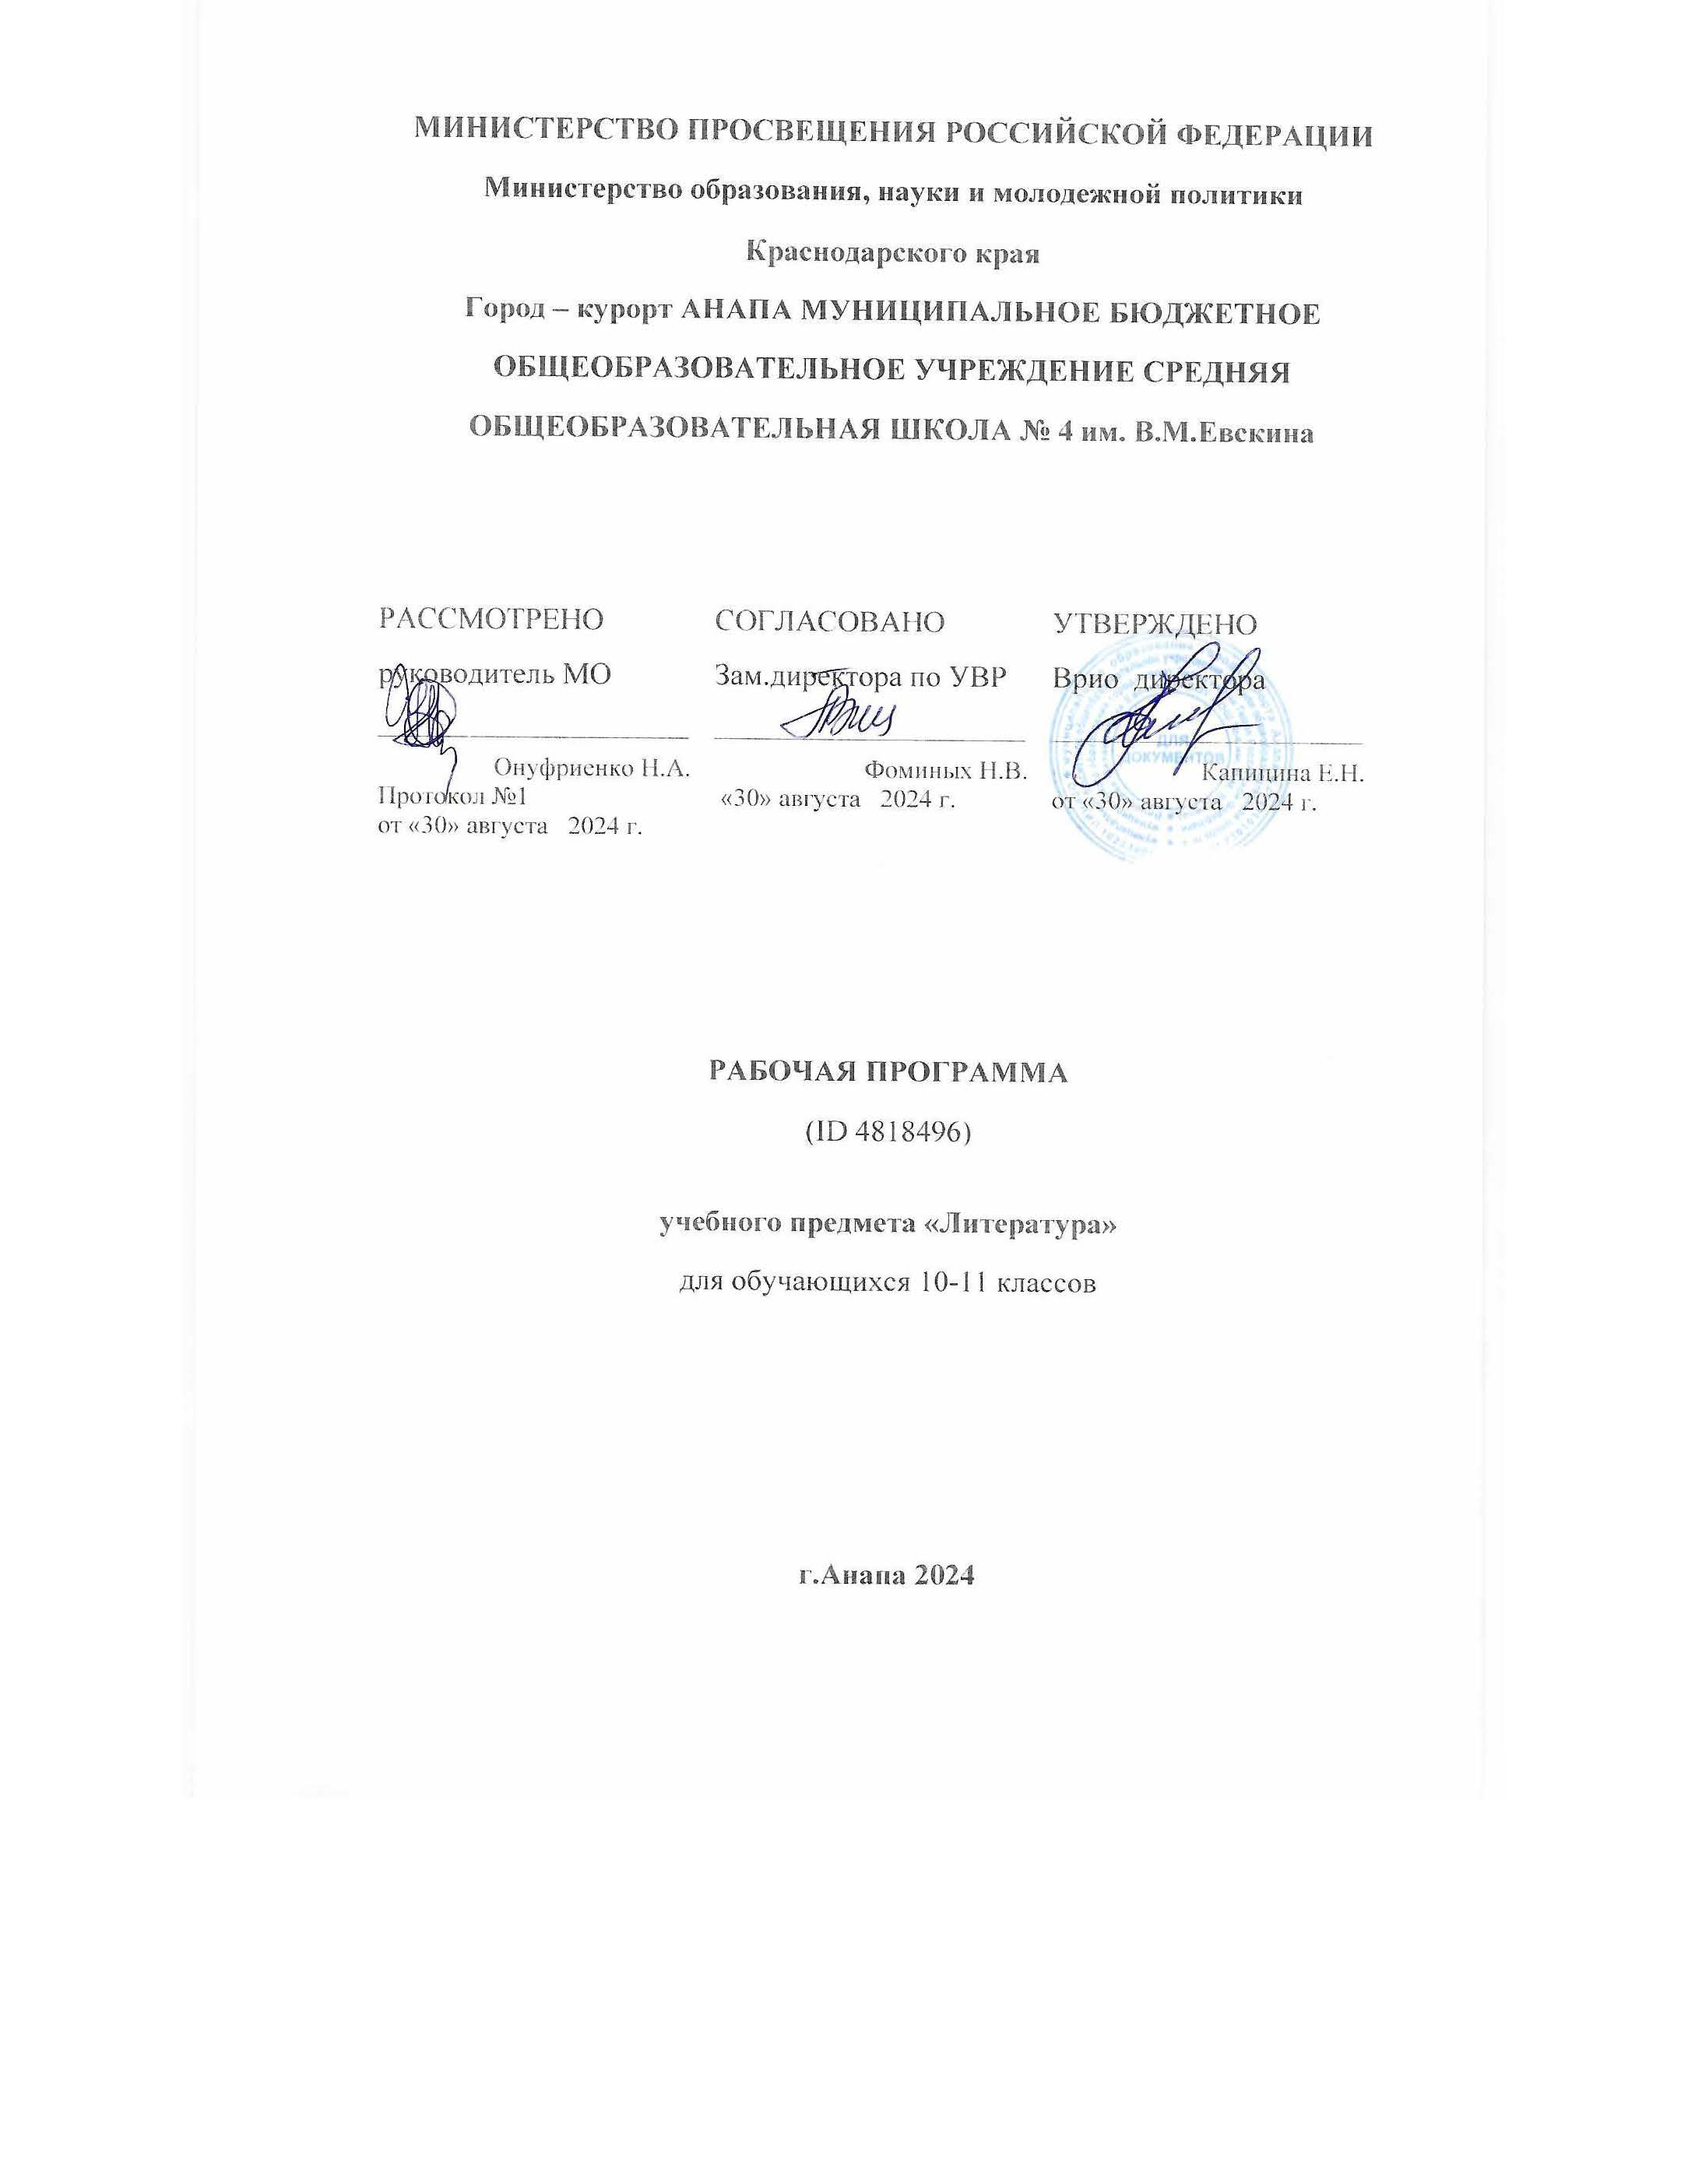 МИНИСТЕРСТВО ПРОСВЕЩЕНИЯ РОССИЙСКОЙ ФЕДЕРАЦИИ
Министерство образования, науки и молодежной политики
Краснодарского края
Город – курорт АНАПА МУНИЦИПАЛЬНОЕ БЮДЖЕТНОЕ
ОБЩЕОБРАЗОВАТЕЛЬНОЕ УЧРЕЖДЕНИЕ СРЕДНЯЯ
ОБЩЕОБРАЗОВАТЕЛЬНАЯ ШКОЛА № 4 им. В.М.Евскина
РАССМОТРЕНО
руководитель МО
Онуфриенко Н.А.
Протокол №1
от «30» августа 2024 г.
СОГЛАСОВАНО
Зам.директора по УВР
Фоминых Н.В.
«30» августа 2024 г.
УТВЕРЖДЕНО
Врио директора
ДЛЯ
ДОКУМЕНТОВ
Капицина Е.Н.
от «30» августа 2024 г.
РАБОЧАЯ ПРОГРАММА
(ID 4818496)
учебного предмета «Литература»
для обучающихся 10-11 классов
г.Анапа 2024